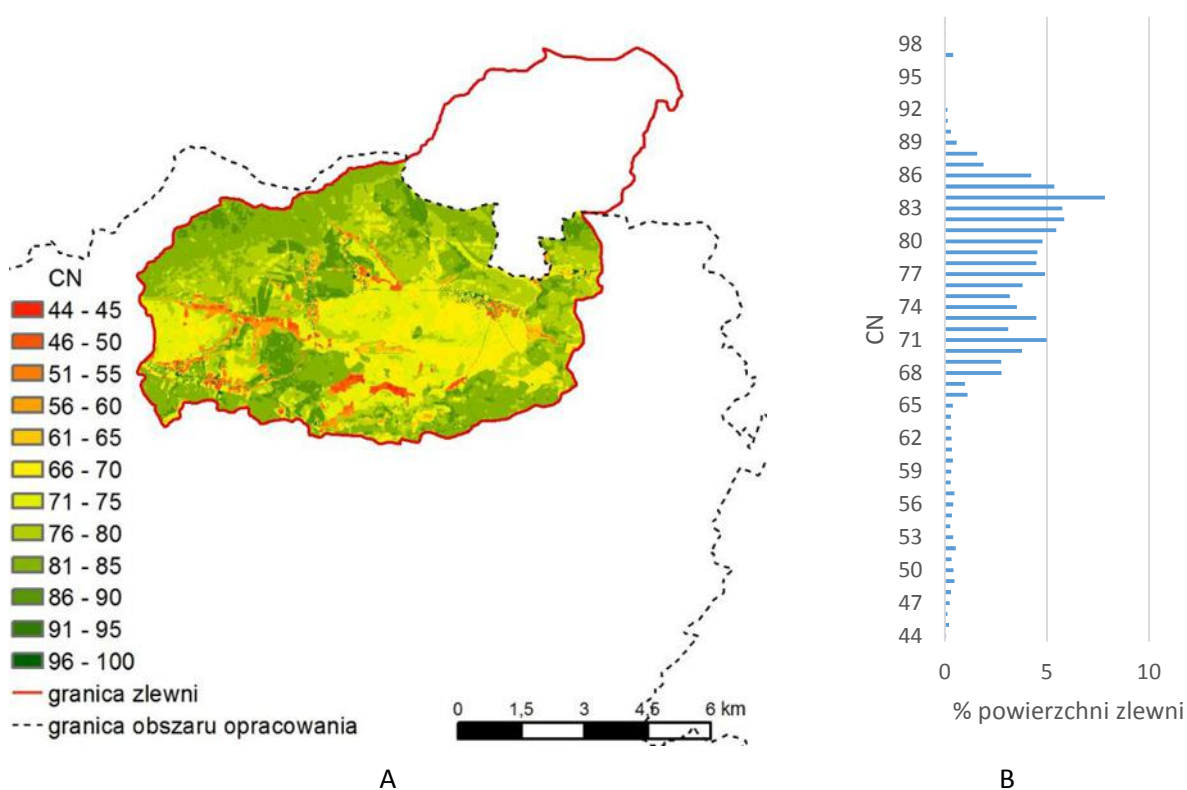 CN
44 - 45
46 - 50
51 - 55
56 - 60
61 - 65
66 - 70
71 - 75
76 - 80
81 - 85
86 - 90
91 - 95
96 - 100
granica zlewni
granica obszaru opracowania
0 1,5 3 4,5 6 km
A
98
95
92
89
86
83
80
77
74
71
68
65
62
59
56
53
50
47
44
CN
0 5 10
% powierzchni zlewni
B